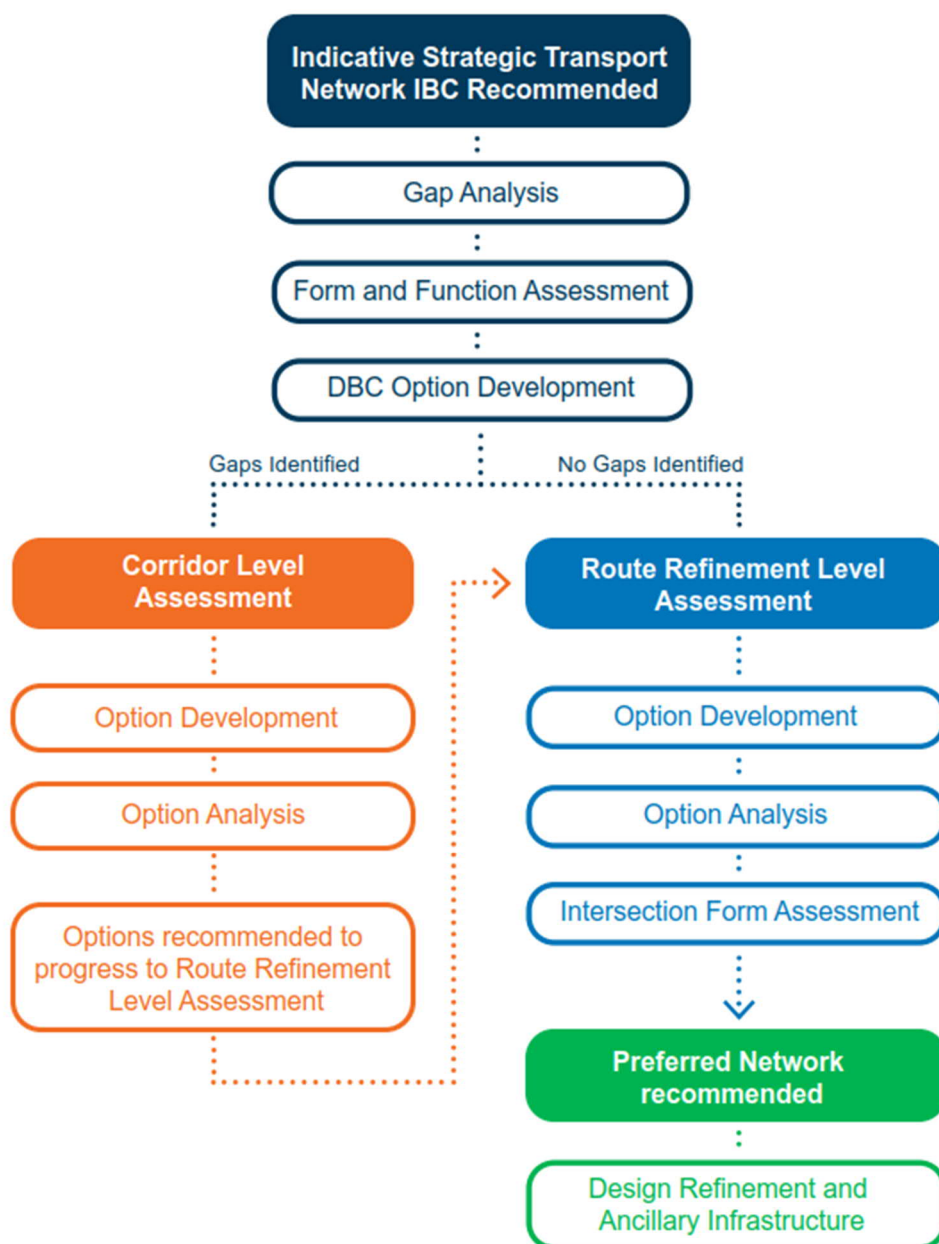 Indicative Strategic Transport
Network IBC Recommended
Gap Analysis
Form and Function Assessment
DBC Option Development
Gaps Identified
No Gaps Identified
Corridor Level
Assessment
Option Development
Option Analysis
Options recommended to
progress to Route Refinement
Level Assessment
Route Refinement Level
Assessment
Option Development
Option Analysis
Intersection Form Assessment
Preferred Network
recommended
Design Refinement and
Ancillary Infrastructure